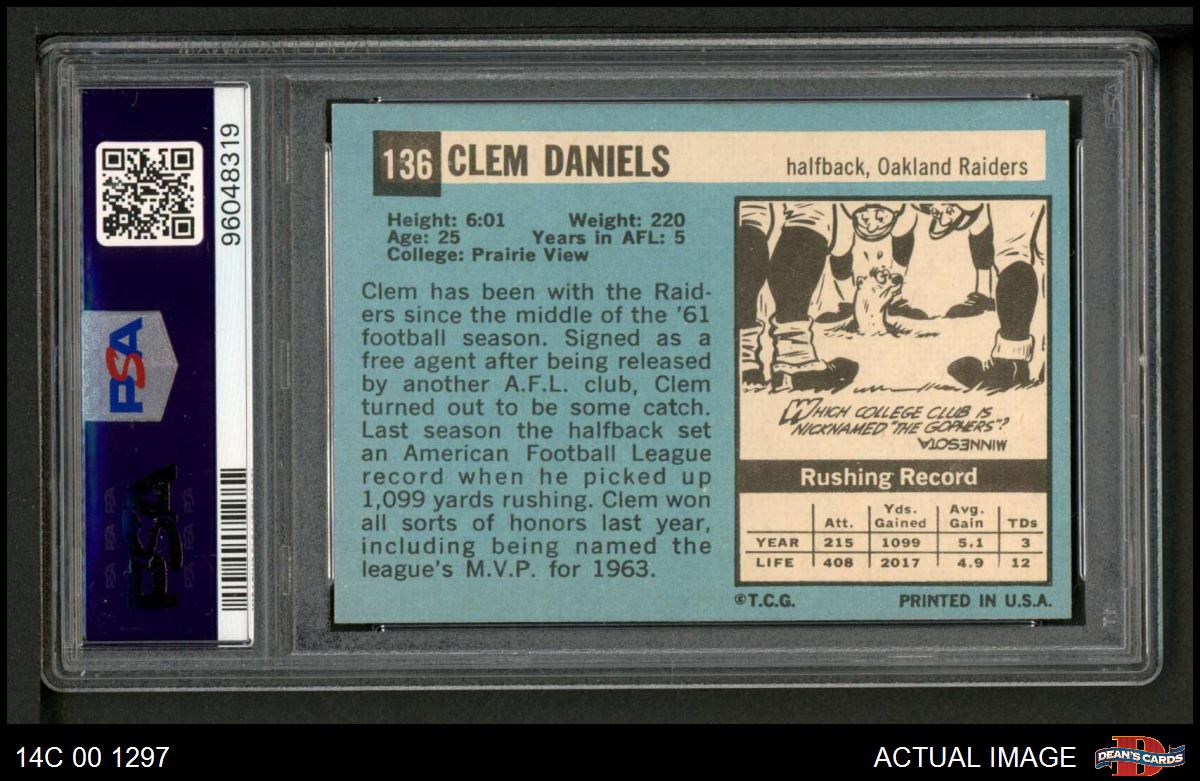 96048319
PSA
PSA
136 CLEM DANIELS
halfback, Oakland Raiders
Height: 6:01 Weight: 220
Age: 25 Years in AFL: 5
College: Prairie View
Clem has been with the Raid-
ers since the middle of the '61
football season. Signed as a
free agent after being released
by another A.F.L. club, Clem
turned out to be some catch.
Last season the halfback set
an American Football League
record when he picked up
1,099 yards rushing. Clem won
all sorts of honors last year,
including being named the
league's M.V.P. for 1963.
WHICH COLLEGE CLUB IS
NICKNAMED "THE GOPHERS"?
MINNESOTA
Rushing Record
Att. Yds. Gained Avg. Gain TDs
YEAR 215 1099 5.1 3
LIFE 408 2017 4.9 12
©T.C.G. PRINTED IN U.S.A.
PSA
14C 00 1297
ACTUAL IMAGE
DEAN'S CARDS